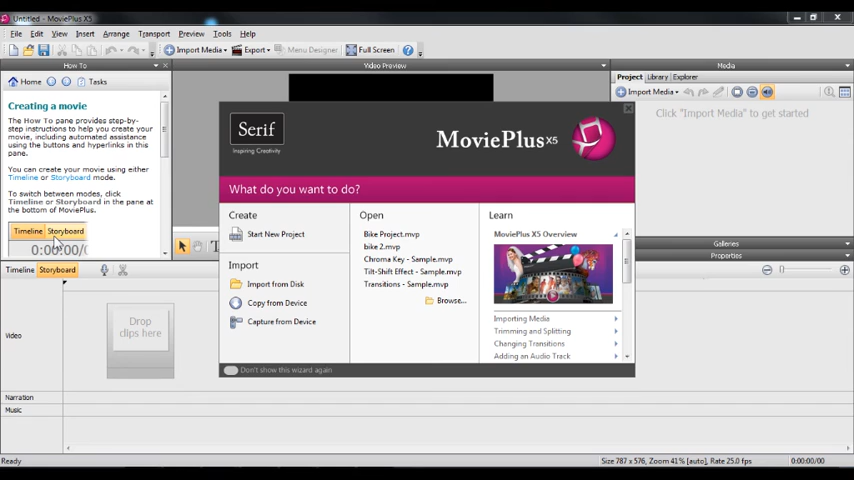 Untitled - MoviePlus X5
File Edit View Insert Arrange Transport Preview Tools Help
Import Media Export Menu Designer Full Screen
How To
Video Preview
Media
Home Tasks
Project Library Explorer
Import Media
Click "Import Media" to get started
Creating a movie
The How To pane provides step-by-
step instructions to help you create your
movie, including automated assistance
using the buttons and hyperlinks in this
pane.
You can create your movie using either
Timeline or Storyboard mode.
To switch between modes, click
Timeline or Storyboard in the pane at
the bottom of MoviePlus.
Timeline Storyboard
0:00:00/0
Serif
Inspiring Creativity
MoviePlus X5
What do you want to do?
Create
Start New Project
Import
Import from Disk
Copy from Device
Capture from Device
Open
Bike Project.mvp
bike 2.mvp
Chroma Key - Sample.mvp
Tilt-Shift Effect - Sample.mvp
Transitions - Sample.mvp
Browse...
Learn
MoviePlus X5 Overview
Importing Media
Trimming and Splitting
Changing Transitions
Adding an Audio Track
Don't show this wizard again
Galleries
Properties
T
Timeline Storyboard
Video
Drop
clips here
Narration
Music
Ready
Size 787 x 576, Zoom 41% [auto], Rate 25.0 fps
0:00:00/00